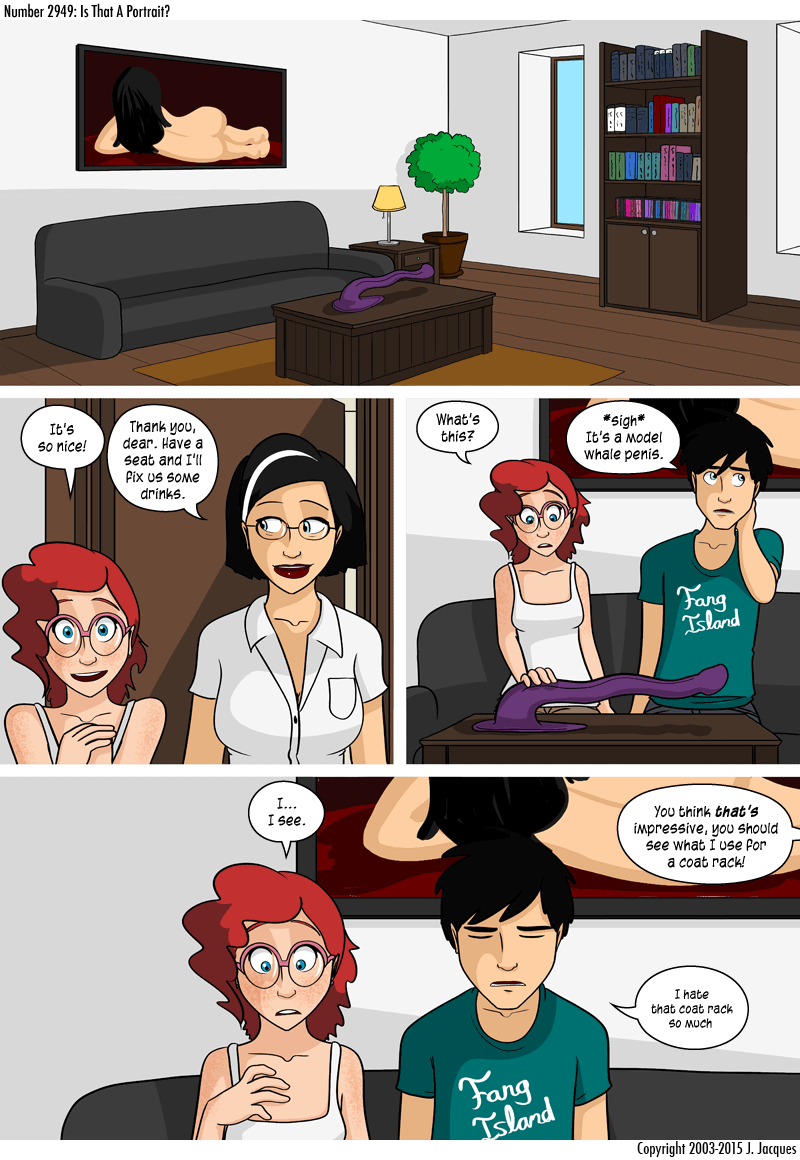 Number 2949: Is That A Portrait?
It's
so nice!
Thank you,
dear. Have a
seat and I'll
fix us some
drinks.
What's
this?
*sigh*
It's a model
whale penis.
Fang
Island
I...
I see.
You think that's
impressive, you should
see what I use for
a coat rack!
I hate
that coat rack
so much
Fang
Island
Copyright 2003-2015 J. Jacques